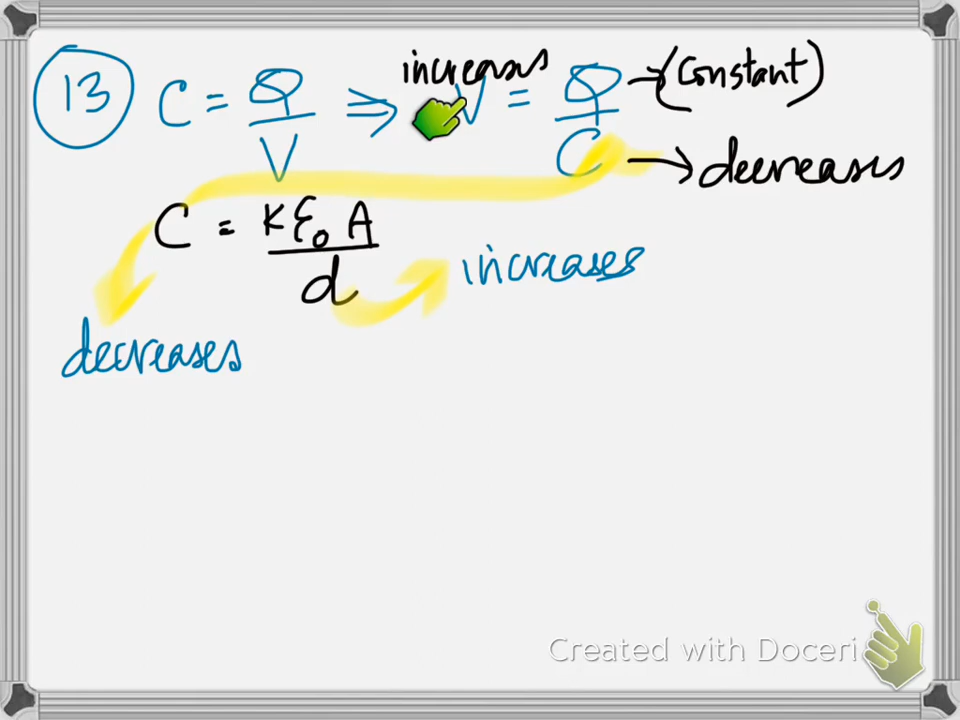 13 C = Q/V ⇒ V = Q/C
increases
→ (constant)
→ decreases
C = Kε₀A/d
increases
decreases
Created with Doceri